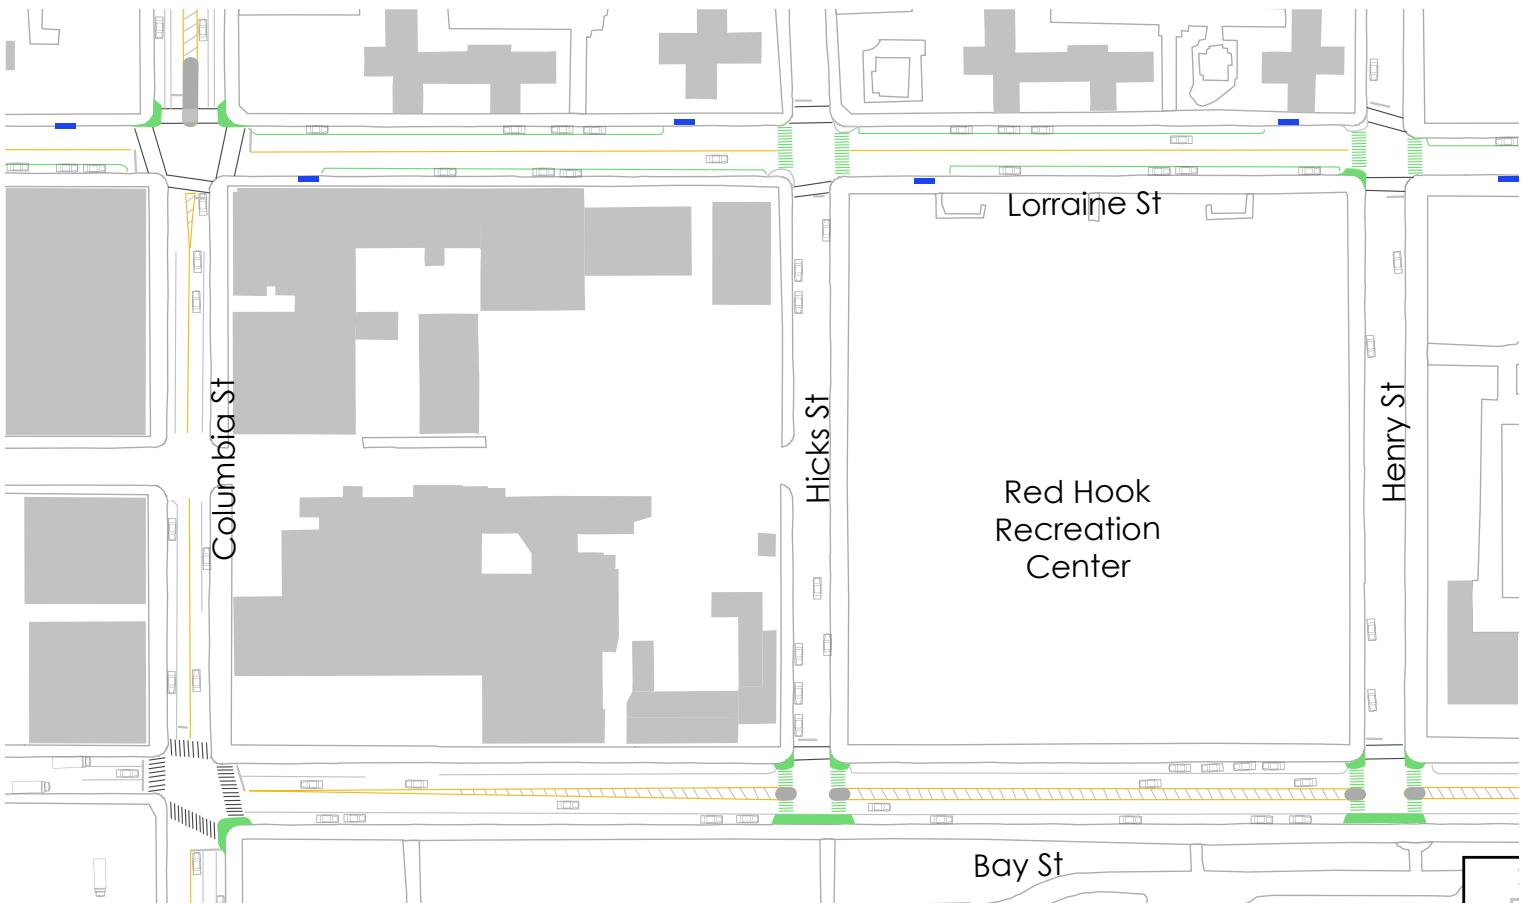 Lorraine St
Columbia St
Hicks St
Henry St
Red Hook
Recreation
Center
Bay St